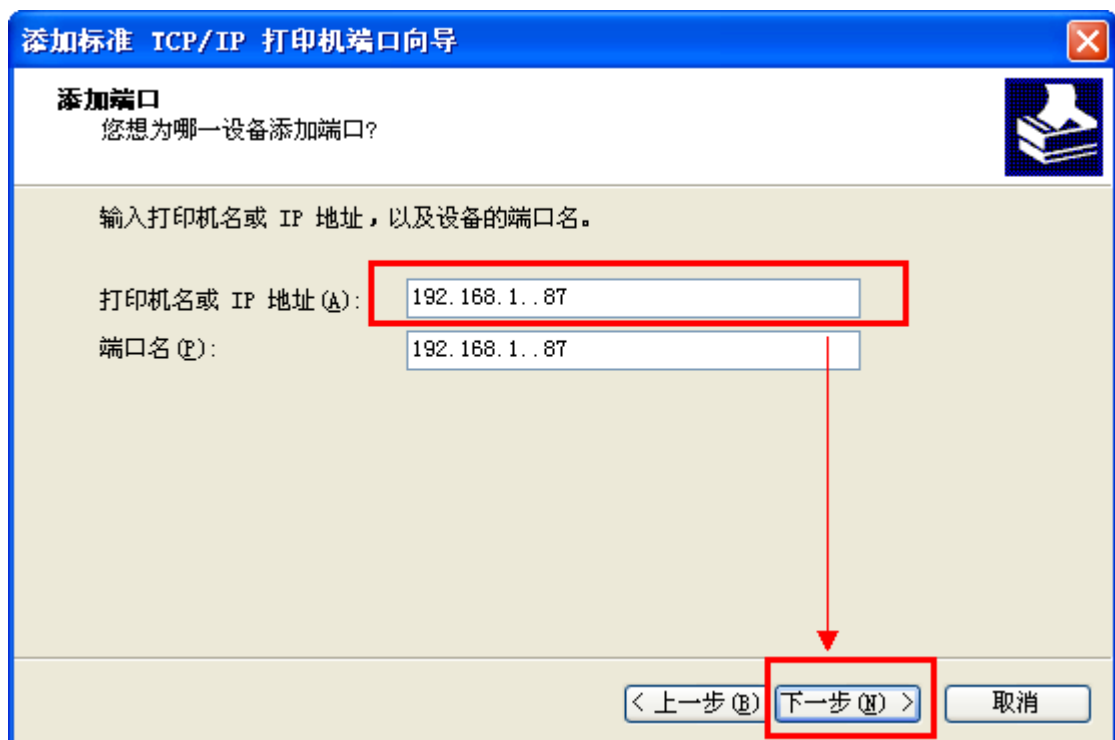 添加标准 TCP/IP 打印机端口向导
添加端口
您想为哪一设备添加端口?
输入打印机名或 IP 地址,以及设备的端口名。
打印机名或 IP 地址(A): 192.168.1..87
端口名(P): 192.168.1..87
< 上一步(B) 下一步(N) > 取消